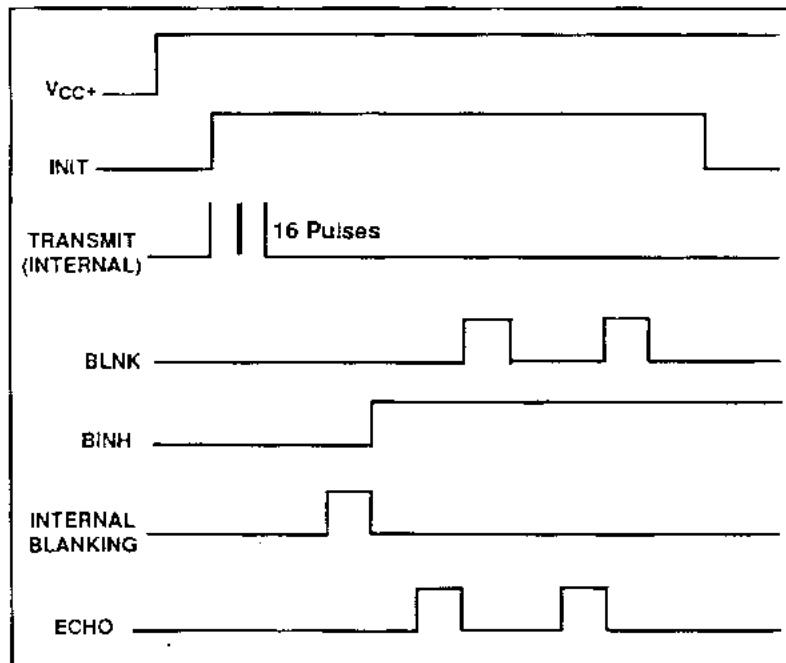 VCC+
INIT
TRANSMIT
(INTERNAL)
16 Pulses
BLNK
BINH
INTERNAL
BLANKING
ECHO